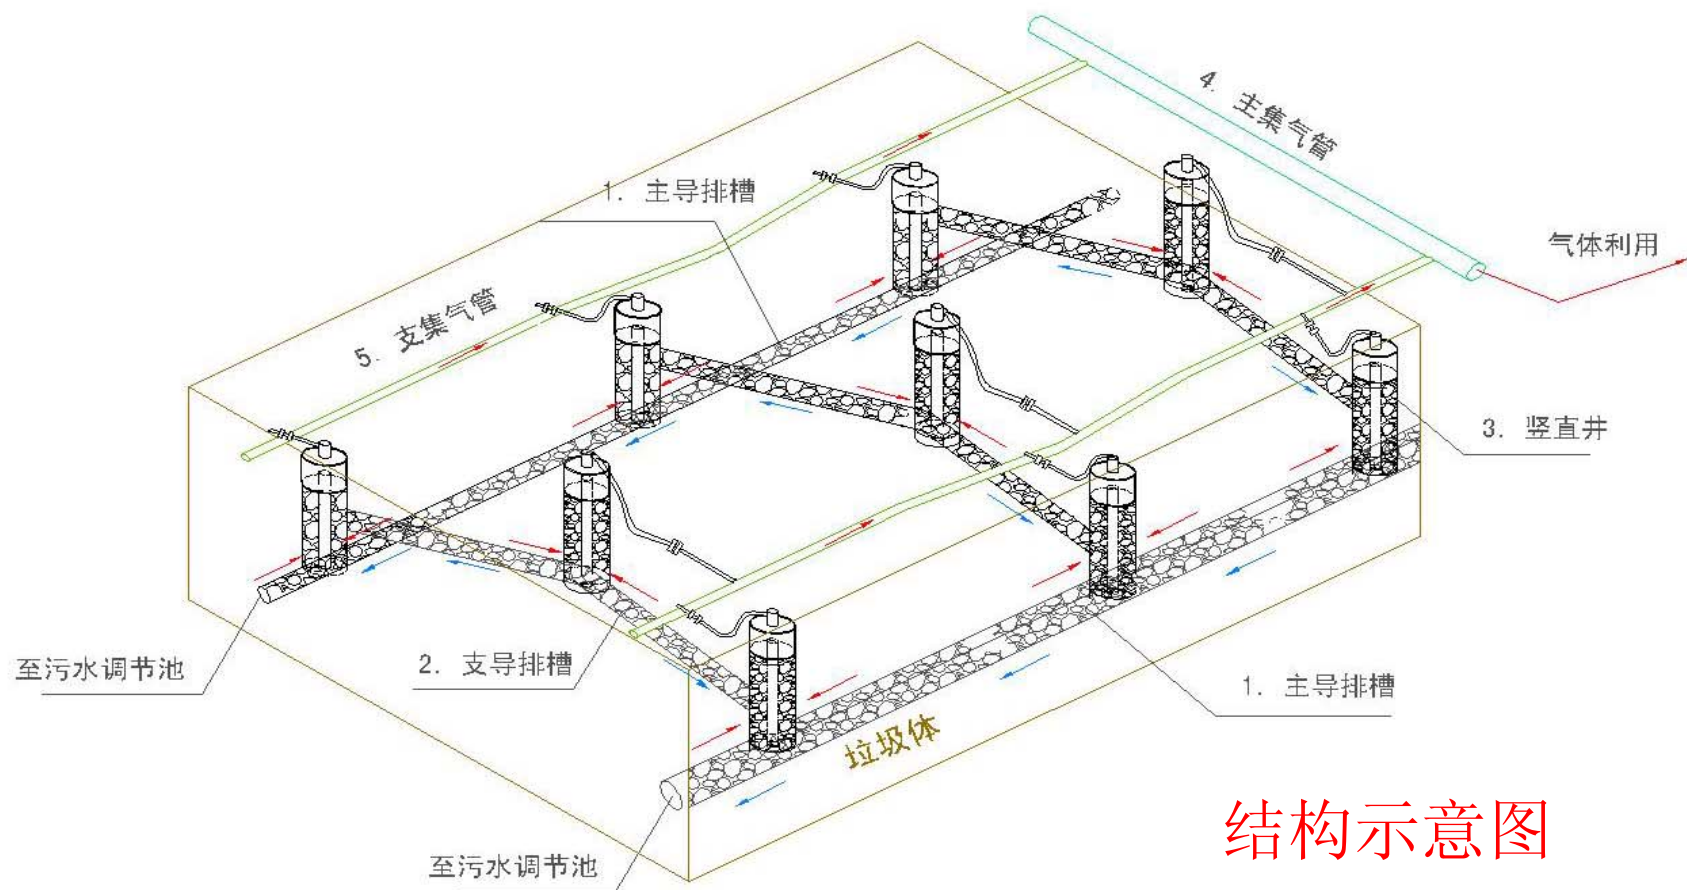 4. 主集气管
1. 主导排槽
气体利用
5. 支集气管
3. 竖直井
至污水调节池
2. 支导排槽
1. 主导排槽
垃圾体
结构示意图
至污水调节池